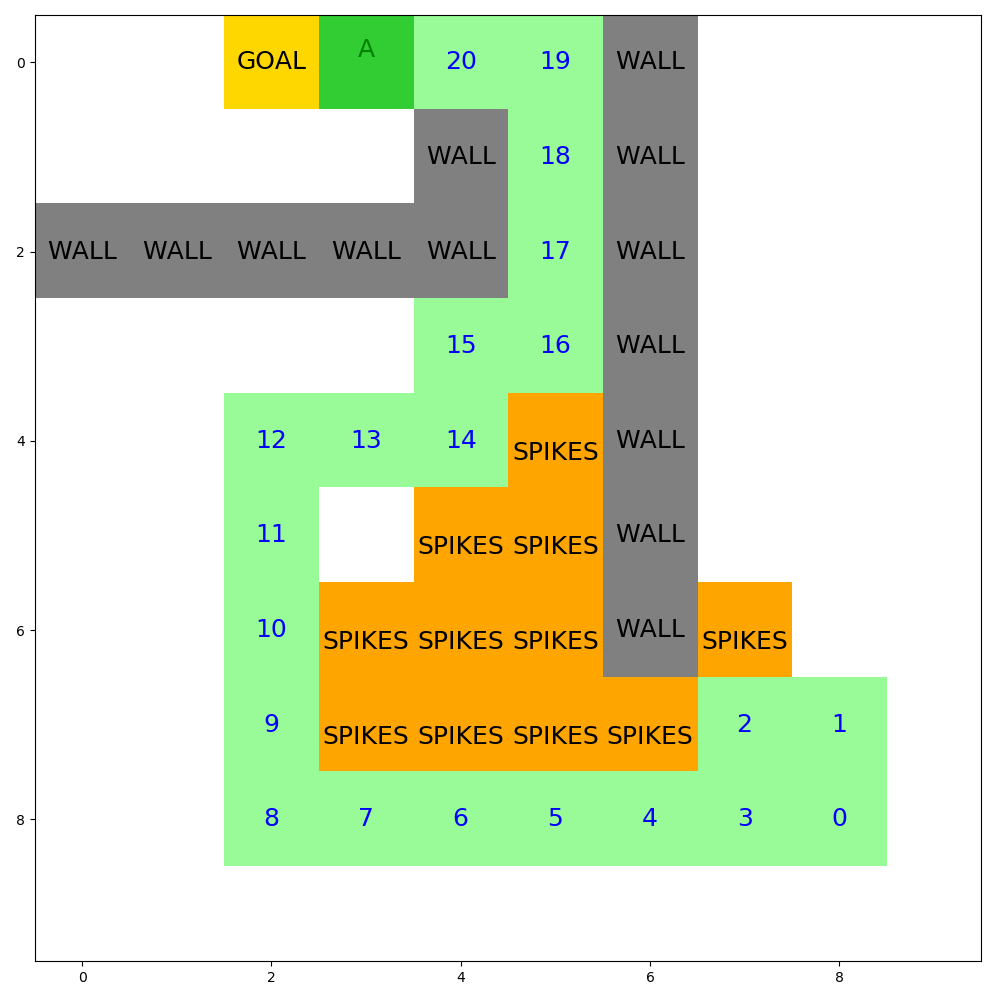 0 GOAL A 20 19 WALL
WALL 18 WALL
2 WALL WALL WALL WALL WALL 17 WALL
15 16 WALL
4 12 13 14 SPIKES WALL
11 SPIKES SPIKES WALL
6 10 SPIKES SPIKES SPIKES WALL SPIKES
9 SPIKES SPIKES SPIKES SPIKES 2 1
8 8 7 6 5 4 3 0
0 2 4 6 8